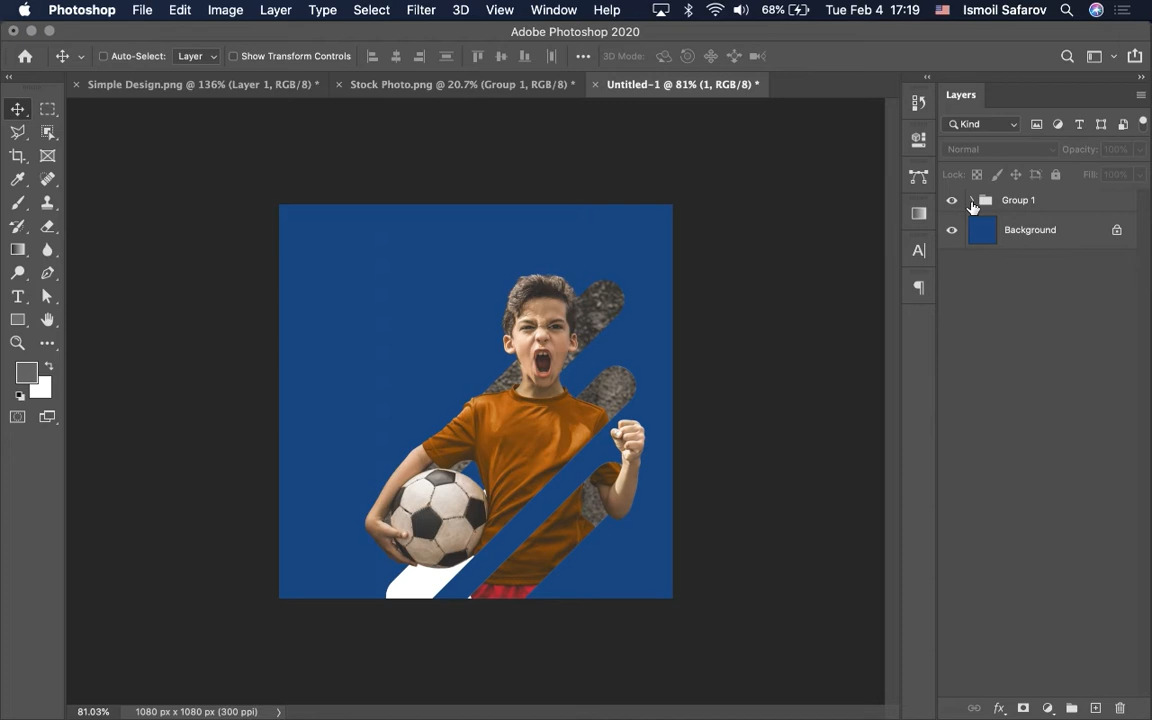 Photoshop File Edit Image Layer Type Select Filter 3D View Window Help 68% Tue Feb 4 17:19 Ismoil Safarov
Adobe Photoshop 2020
Auto-Select: Layer Show Transform Controls 3D Mode:
Simple Design.png @ 136% (Layer 1, RGB/8) * Stock Photo.png @ 20.7% (Group 1, RGB/8) * Untitled-1 @ 81% (1, RGB/8) *
Layers
Kind
Normal Opacity: 100%
Lock: Fill: 100%
Group 1
Background
81.03% 1080 px x 1080 px (300 ppi)